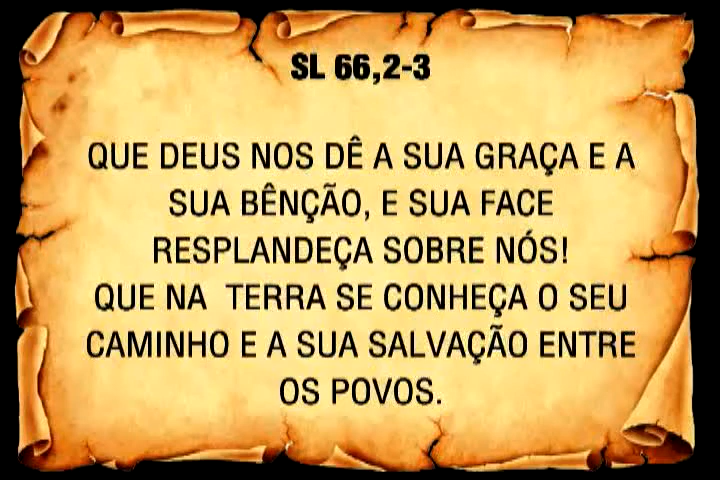 SL 66,2-3
QUE DEUS NOS DÊ A SUA GRAÇA E A
SUA BÊNÇÃO, E SUA FACE
RESPLANDEÇA SOBRE NÓS!
QUE NA  TERRA SE CONHEÇA O SEU
CAMINHO E A SUA SALVAÇÃO ENTRE
OS POVOS.